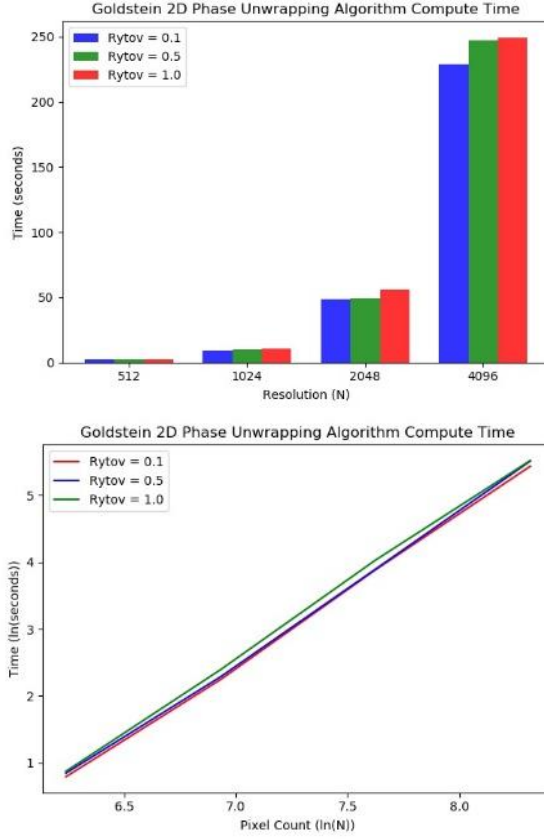 Goldstein 2D Phase Unwrapping Algorithm Compute Time
Rytov = 0.1
Rytov = 0.5
Rytov = 1.0
250
200
150
100
50
0
Time (seconds)
512 1024 2048 4096
Resolution (N)
Goldstein 2D Phase Unwrapping Algorithm Compute Time
Rytov = 0.1
Rytov = 0.5
Rytov = 1.0
5
4
3
2
1
Time (ln(seconds))
6.5 7.0 7.5 8.0
Pixel Count (ln(N))